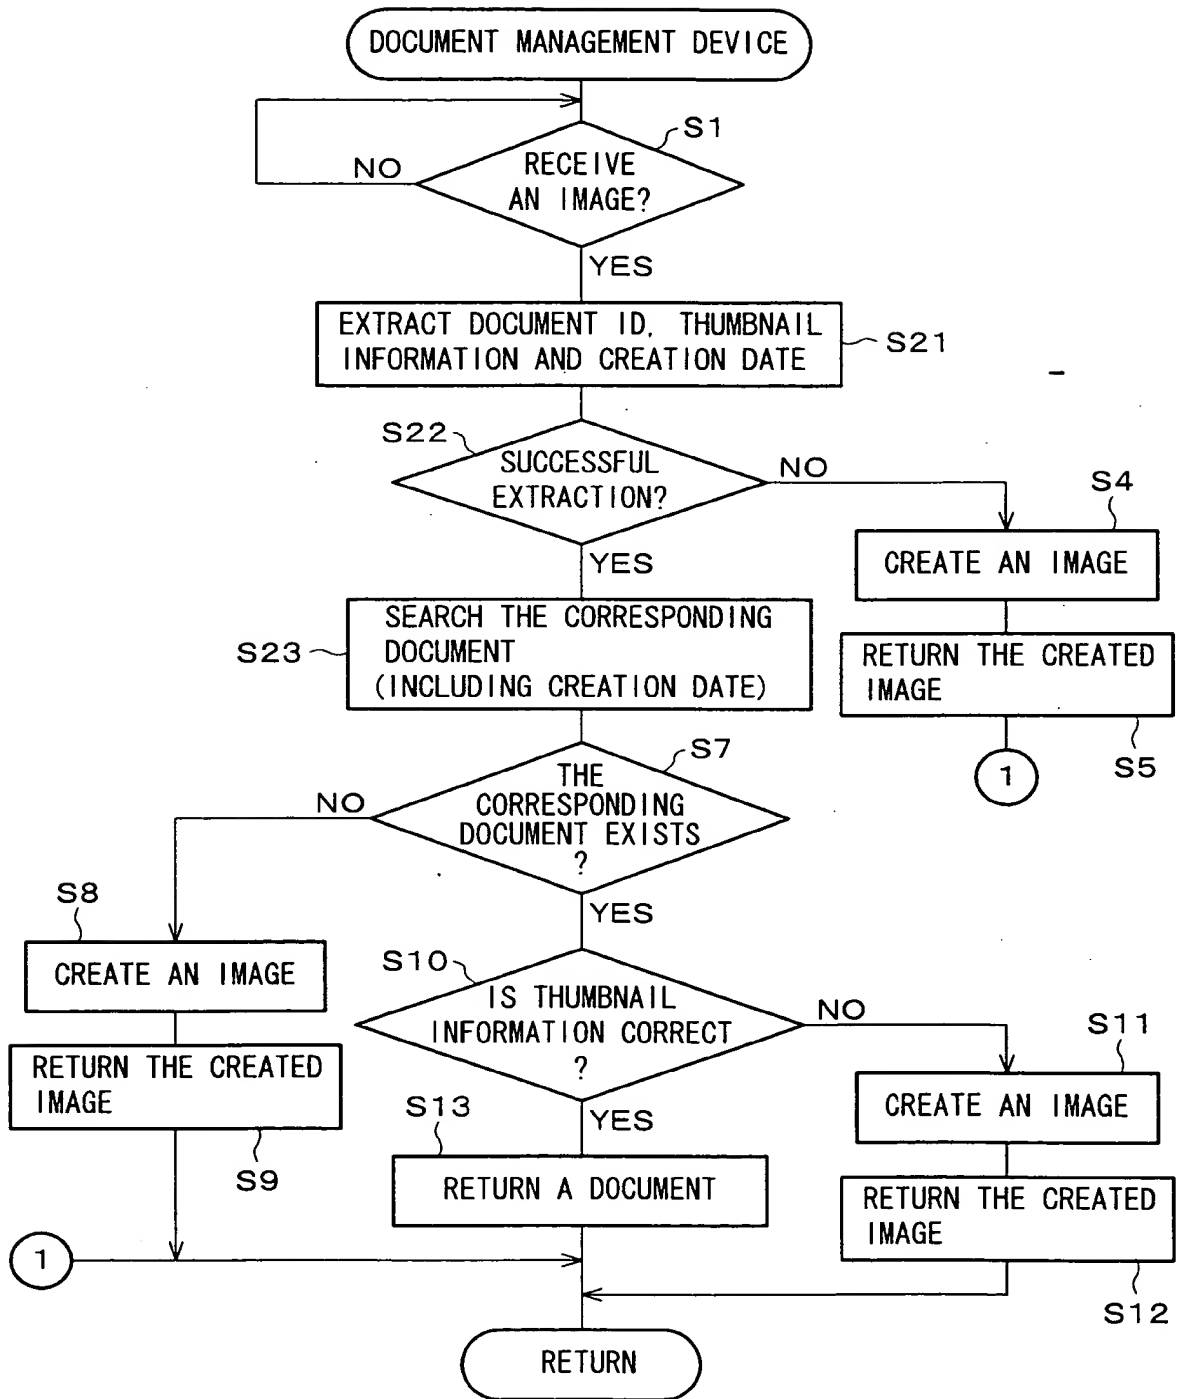 DOCUMENT MANAGEMENT DEVICE
S1
NO
RECEIVE
AN IMAGE?
YES
EXTRACT DOCUMENT ID, THUMBNAIL
INFORMATION AND CREATION DATE
S21
S22
SUCCESSFUL
EXTRACTION?
NO
YES
S4
CREATE AN IMAGE
SEARCH THE CORRESPONDING
DOCUMENT
(INCLUDING CREATION DATE)
S23
RETURN THE CREATED
IMAGE
S5
1
S7
THE
CORRESPONDING
DOCUMENT EXISTS
?
NO
YES
S8
CREATE AN IMAGE
RETURN THE CREATED
IMAGE
S9
S10
IS THUMBNAIL
INFORMATION CORRECT
?
NO
YES
S11
CREATE AN IMAGE
RETURN THE CREATED
IMAGE
S12
S13
RETURN A DOCUMENT
1
RETURN